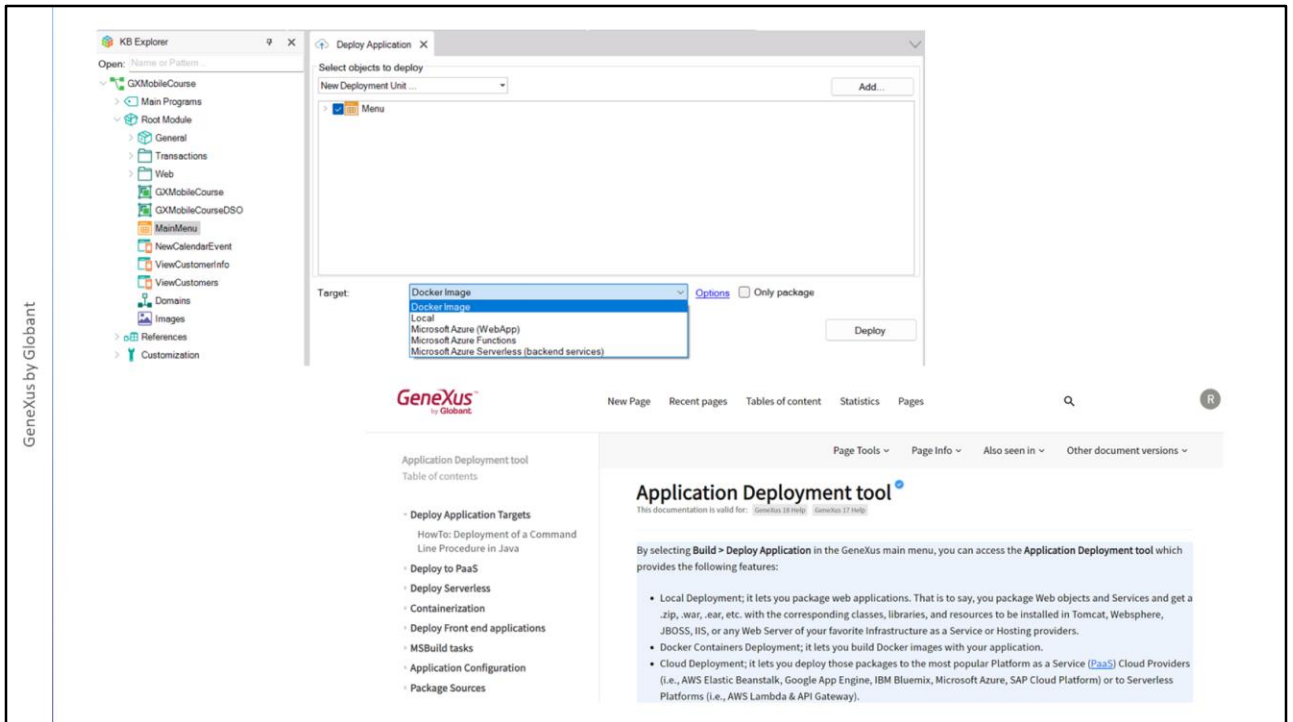 GeneXus by Globant
KB Explorer
Open: Name or Pattern ...
GXMobileCourse
Main Programs
Root Module
General
Transactions
Web
GXMobileCourse
GXMobileCourseDSO
MainMenu
NewCalendarEvent
ViewCustomerInfo
ViewCustomers
Domains
Images
References
Customization
Deploy Application
Select objects to deploy
New Deployment Unit ...
Add...
Menu
Target: Docker Image Options Only package
Docker Image
Local
Microsoft Azure (WebApp)
Microsoft Azure Functions
Microsoft Azure Serverless (backend services)
Deploy
GeneXus™
by Globant.
New Page Recent pages Tables of content Statistics Pages R
Page Tools Page Info Also seen in Other document versions
Application Deployment tool
Table of contents
Deploy Application Targets
HowTo: Deployment of a Command
Line Procedure in Java
Deploy to PaaS
Deploy Serverless
Containerization
Deploy Front end applications
MSBuild tasks
Application Configuration
Package Sources
Application Deployment tool
This documentation is valid for: GeneXus 18 Help GeneXus 17 Help
By selecting Build > Deploy Application in the GeneXus main menu, you can access the Application Deployment tool which
provides the following features:
• Local Deployment; it lets you package web applications. That is to say, you package Web objects and Services and get a
.zip, .war, .ear, etc. with the corresponding classes, libraries, and resources to be installed in Tomcat, Websphere,
JBOSS, IIS, or any Web Server of your favorite Infrastructure as a Service or Hosting providers.
• Docker Containers Deployment; it lets you build Docker images with your application.
• Cloud Deployment; it lets you deploy those packages to the most popular Platform as a Service (PaaS) Cloud Providers
(i.e., AWS Elastic Beanstalk, Google App Engine, IBM Bluemix, Microsoft Azure, SAP Cloud Platform) or to Serverless
Platforms (i.e., AWS Lambda & API Gateway).